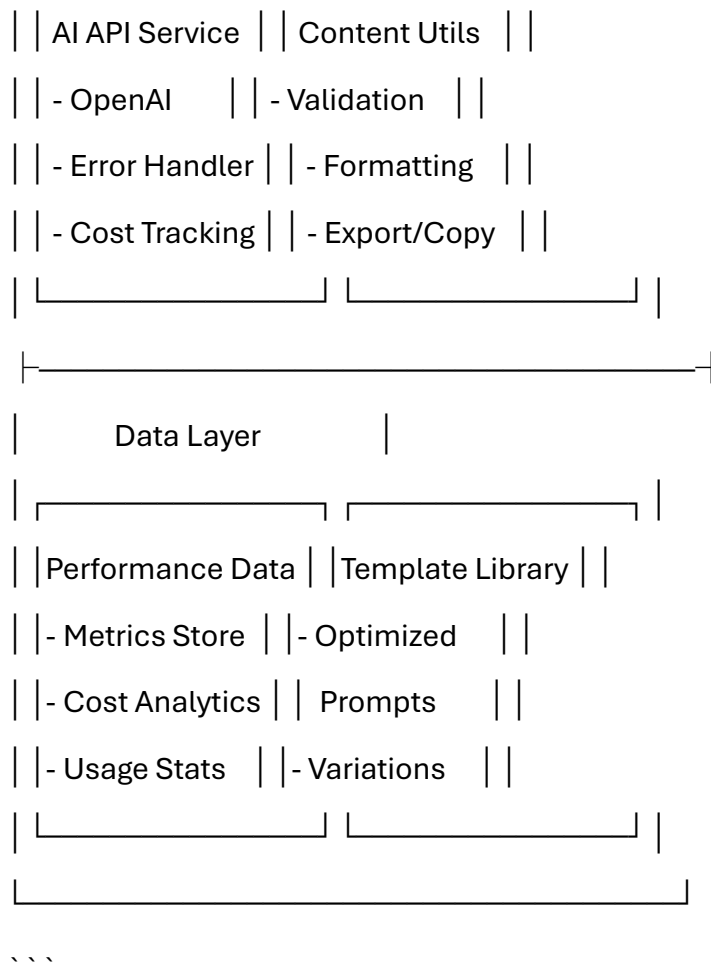 ││AI API Service ││Content Utils ││
││- OpenAI ││- Validation ││
││- Error Handler││- Formatting ││
││- Cost Tracking││- Export/Copy ││
│└───────────────┘└───────────────┘│
├──────────────────────────────────┤
│ Data Layer │
│┌───────────────┐┌───────────────┐│
││Performance Data││Template Library││
││- Metrics Store ││- Optimized ││
││- Cost Analytics││ Prompts ││
││- Usage Stats ││- Variations ││
│└───────────────┘└───────────────┘│
└──────────────────────────────────┘
```